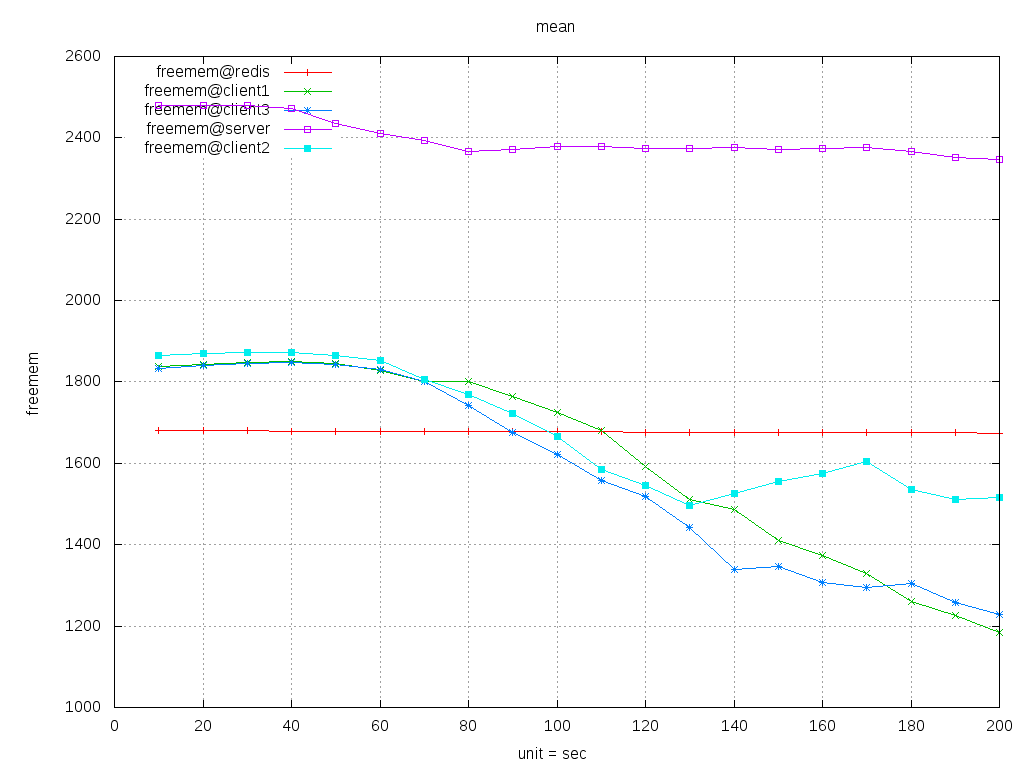 mean
2600
2400
2200
2000
1800
1600
1400
1200
1000
freemem
freemem@redis
freemem@client1
freemem@client3
freemem@server
freemem@client2
0 20 40 60 80 100 120 140 160 180 200
unit = sec